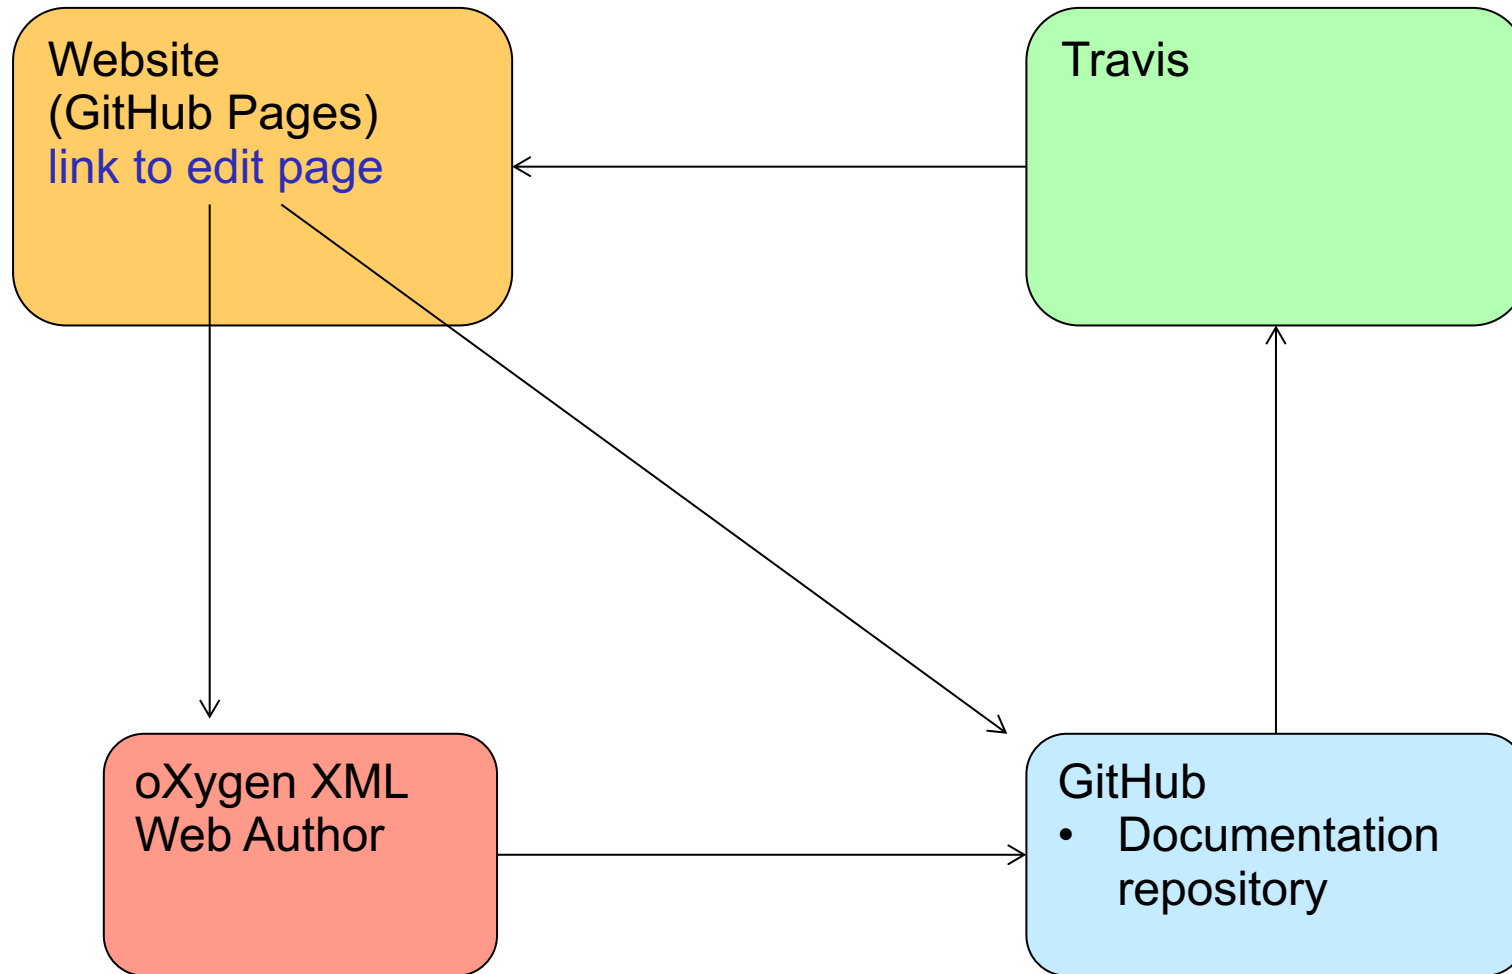 Website
(GitHub Pages)
link to edit page
Travis
oXygen XML
Web Author
GitHub
• Documentation
repository